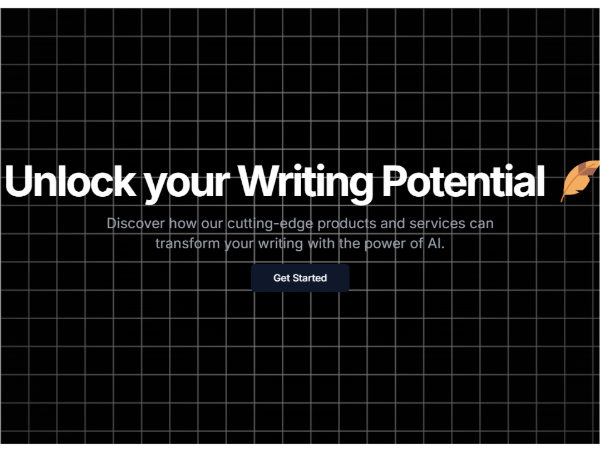 Unlock your Writing Potential 🪶
Discover how our cutting-edge products and services can
transform your writing with the power of AI.
Get Started